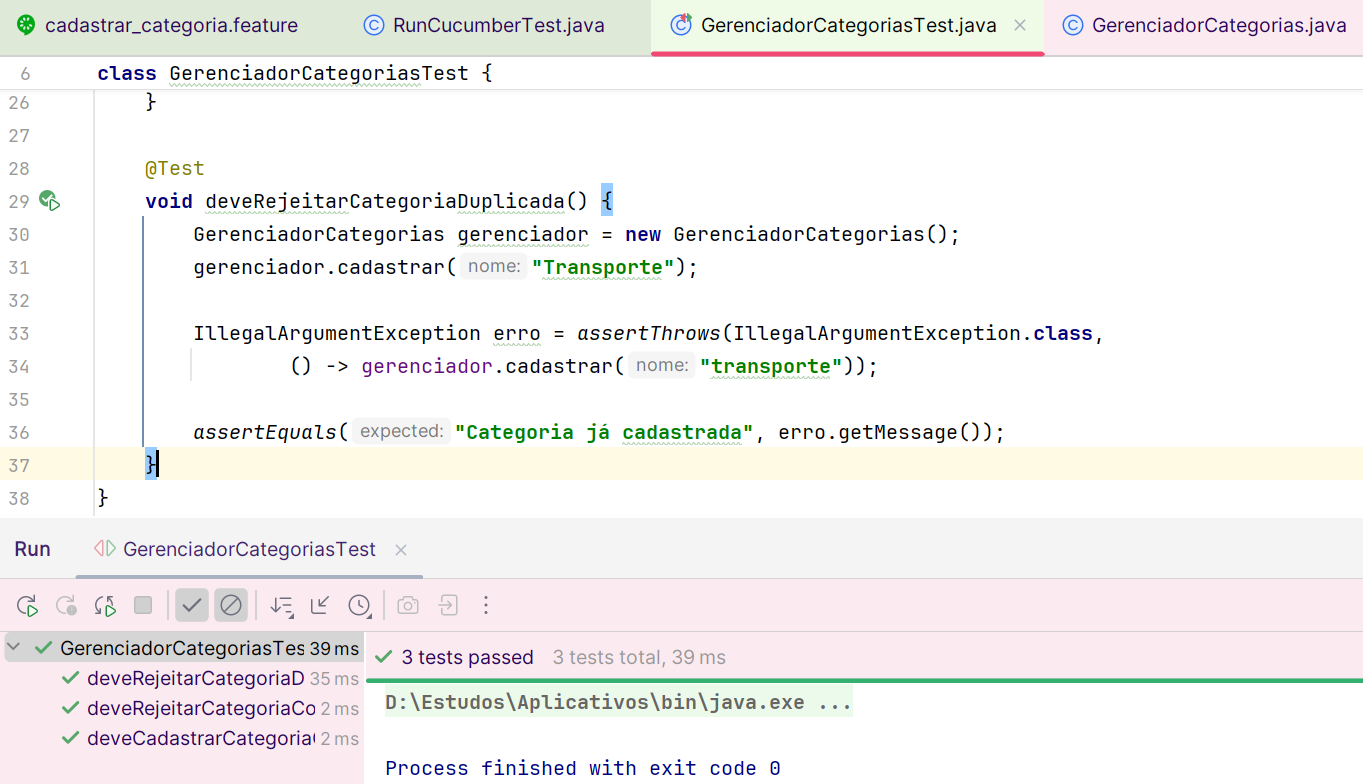 cadastrar_categoria.feature RunCucumberTest.java GerenciadorCategoriasTest.java GerenciadorCategorias.java
6 class GerenciadorCategoriasTest {
26 }
27
28 @Test
29 void deveRejeitarCategoriaDuplicada() {
30 GerenciadorCategorias gerenciador = new GerenciadorCategorias();
31 gerenciador.cadastrar( nome: "Transporte");
32
33 IllegalArgumentException erro = assertThrows(IllegalArgumentException.class,
34 () -> gerenciador.cadastrar( nome: "transporte"));
35
36 assertEquals( expected: "Categoria já cadastrada", erro.getMessage());
37 }
38 }
Run GerenciadorCategoriasTest
GerenciadorCategoriasTes 39 ms
3 tests passed 3 tests total, 39 ms
deveRejeitarCategoriaD 35 ms
D:\Estudos\Aplicativos\bin\java.exe ...
deveRejeitarCategoriaCo 2 ms
deveCadastrarCategoria 2 ms
Process finished with exit code 0